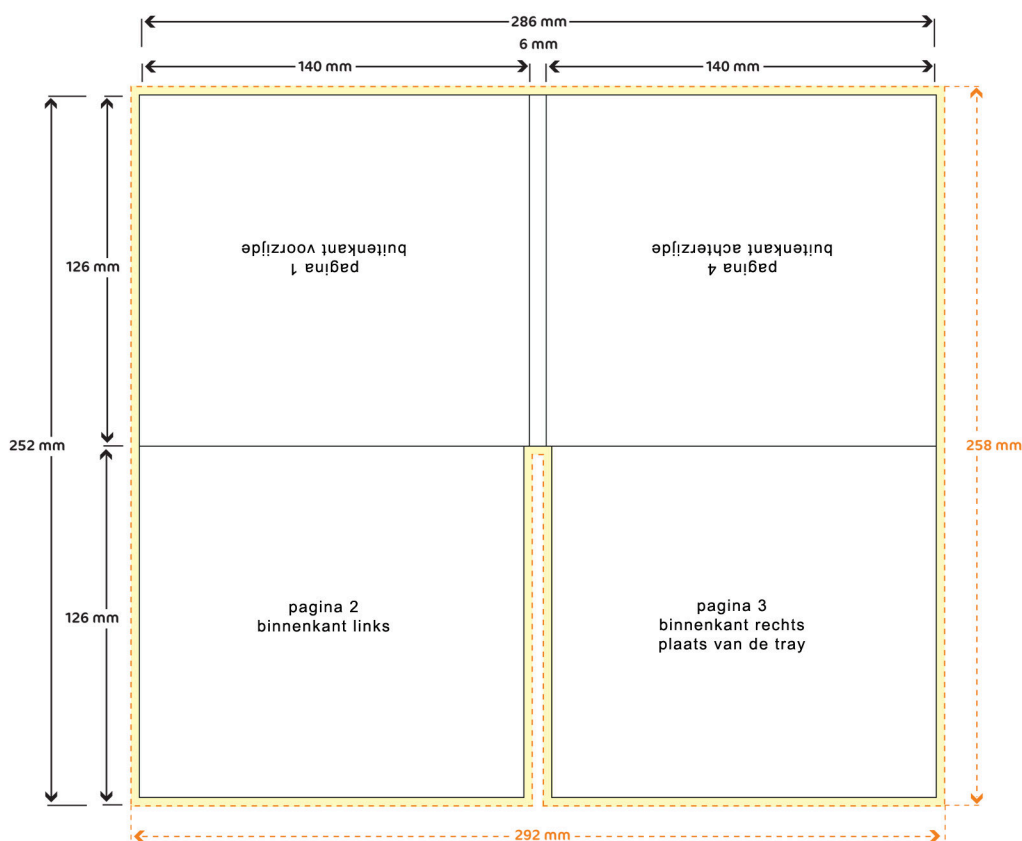 286 mm
6 mm
140 mm
140 mm
buitenkant voorzijde
pagina 1
buitenkant achterzijde
pagina 4
126 mm
252 mm
258 mm
126 mm
pagina 2
binnenkant links
pagina 3
binnenkant rechts
plaats van de tray
292 mm